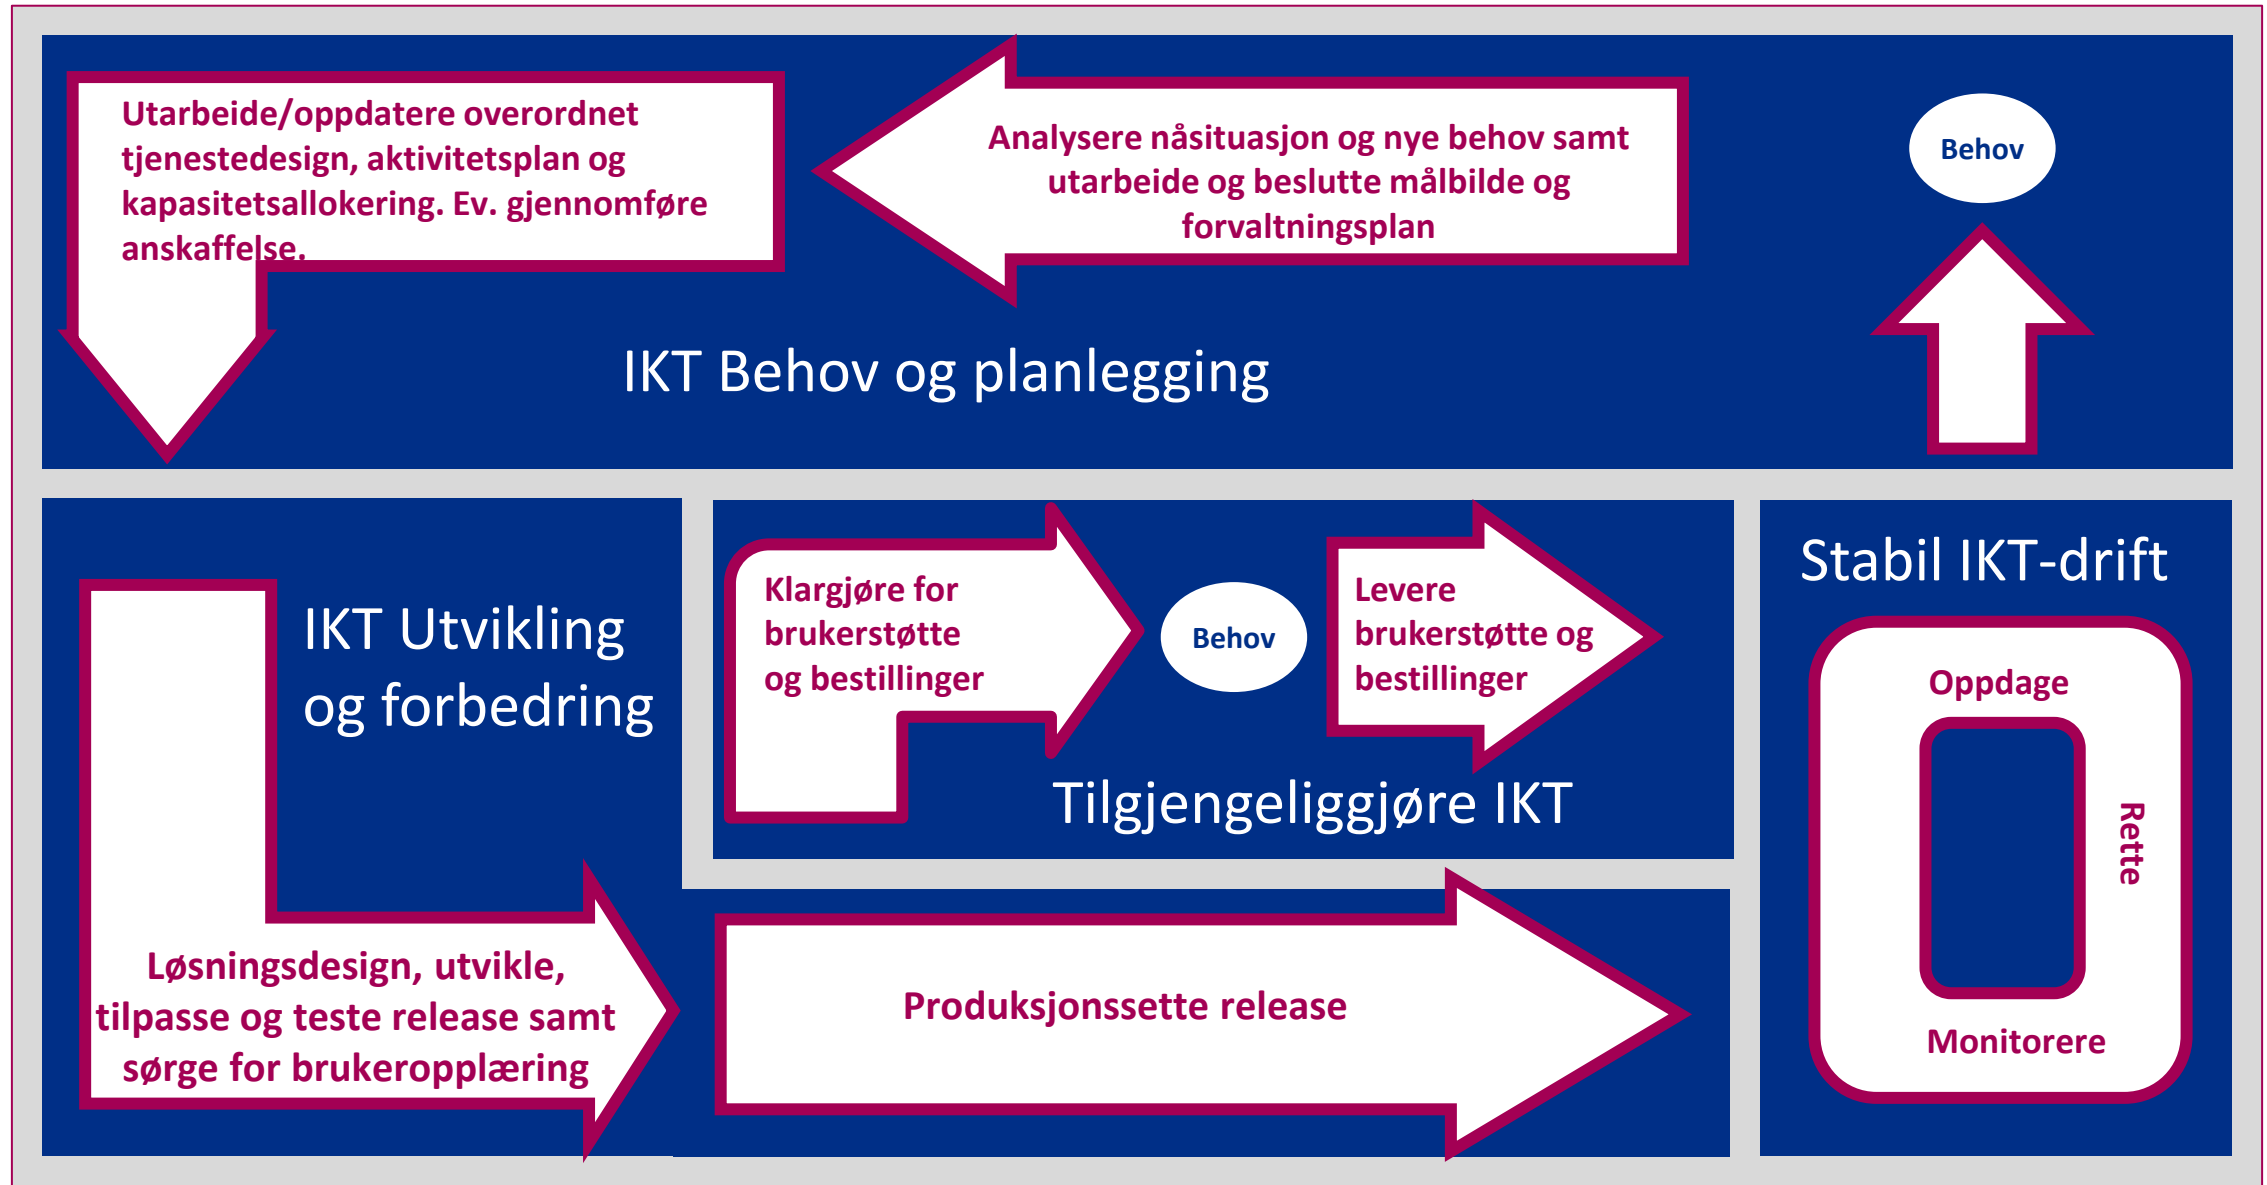 Utarbeide/oppdatere overordnet
tjenestedesign, aktivitetsplan og
kapasitetsallokering. Ev. gjennomføre
anskaffelse.
Analysere nåsituasjon og nye behov samt
utarbeide og beslutte målbilde og
forvaltningsplan
Behov
IKT Behov og planlegging
IKT Utvikling
og forbedring
Løsningsdesign, utvikle,
tilpasse og teste release samt
sørge for brukeropplæring
Klargjøre for
brukerstøtte
og bestillinger
Behov
Levere
brukerstøtte og
bestillinger
Tilgjengeliggjøre IKT
Produksjonssette release
Stabil IKT-drift
Oppdage
Rette
Monitorere